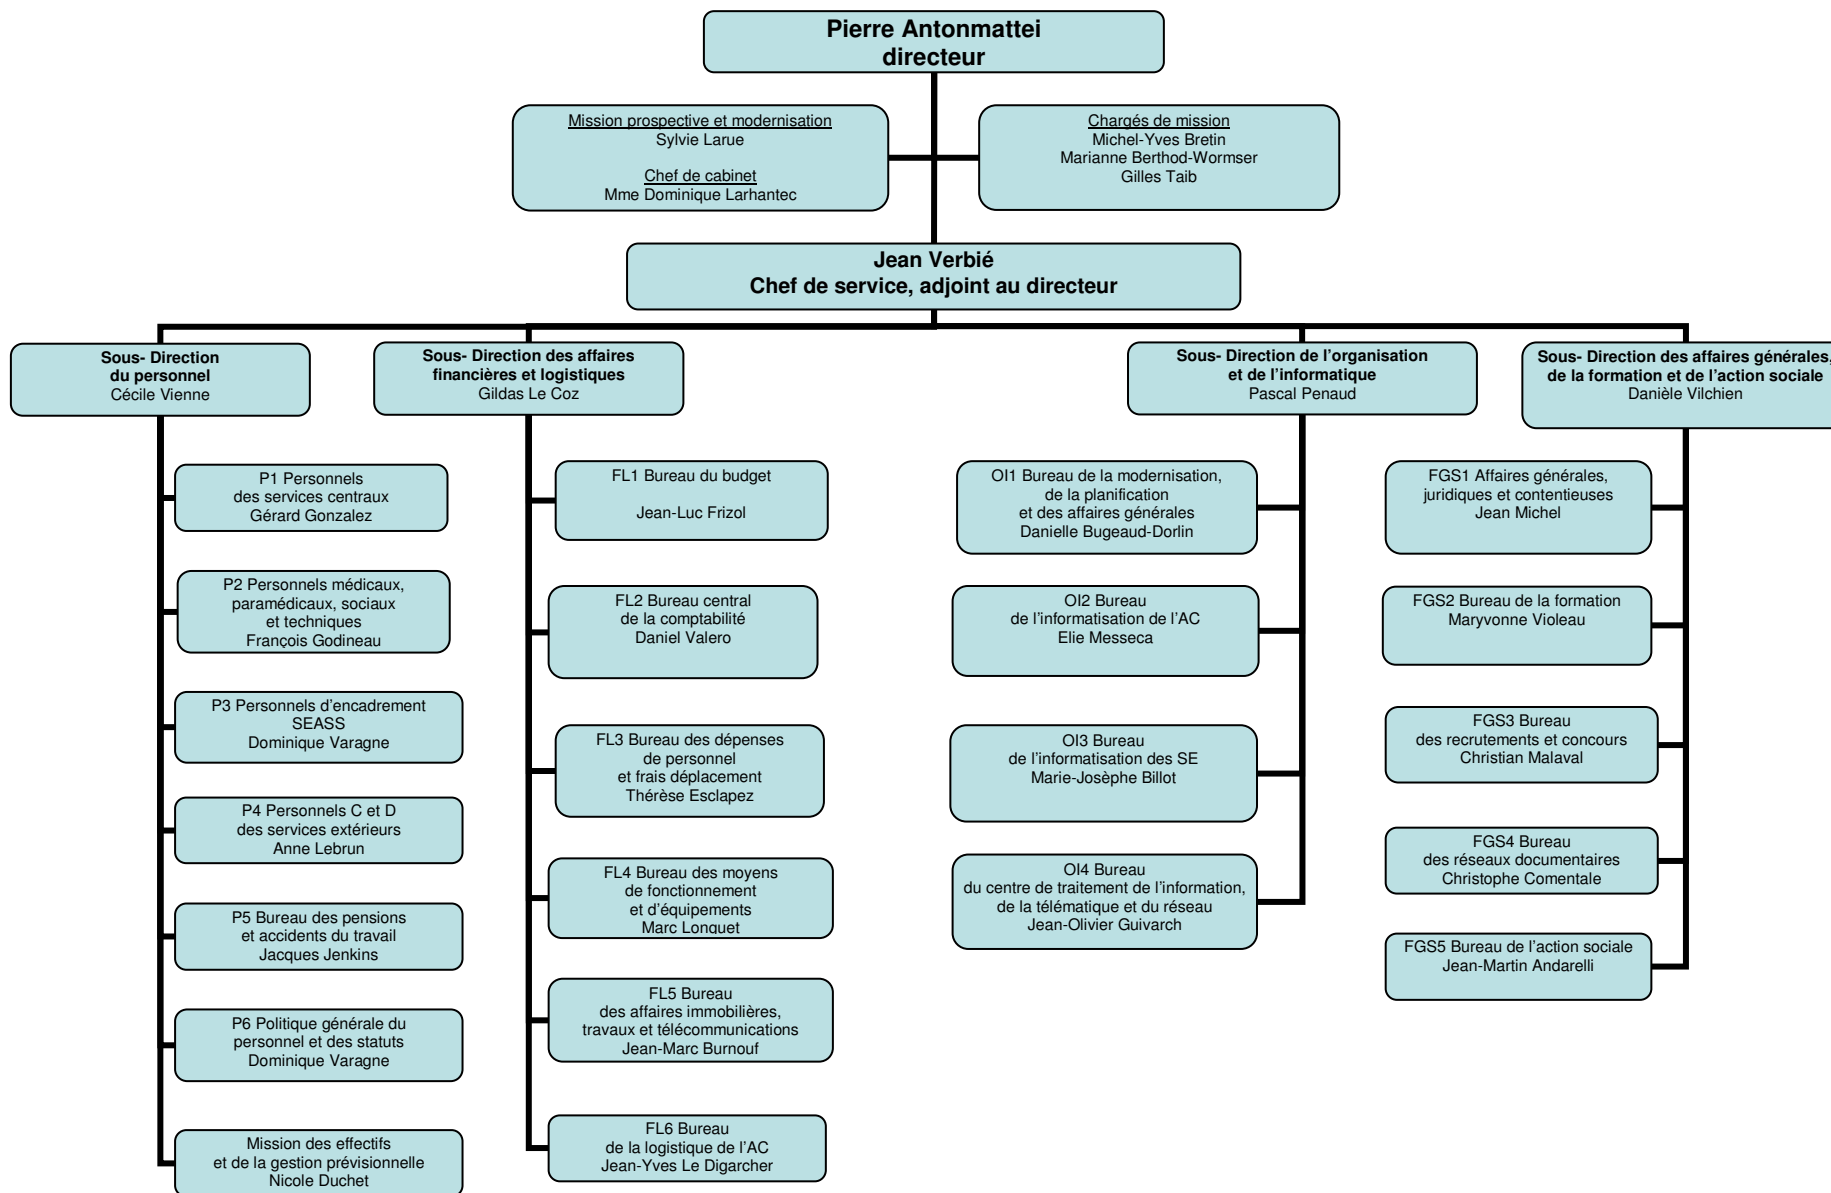 Pierre Antonmattei
directeur
Mission prospective et modernisation
Sylvie Larue
Chef de cabinet
Mme Dominique Larhantec
Chargés de mission
Michel-Yves Bretin
Marianne Berthod-Wormser
Gilles Taib
Jean Verbié
Chef de service, adjoint au directeur
Sous- Direction
du personnel
Cécile Vienne
Sous- Direction des affaires
financières et logistiques
Gildas Le Coz
Sous- Direction de l'organisation
et de l'informatique
Pascal Penaud
Sous- Direction des affaires générales,
de la formation et de l'action sociale
Danièle Vilchien
P1 Personnels
des services centraux
Gérard Gonzalez
P2 Personnels médicaux,
paramédicaux, sociaux
et techniques
François Godineau
P3 Personnels d'encadrement
SEASS
Dominique Varagne
P4 Personnels C et D
des services extérieurs
Anne Lebrun
P5 Bureau des pensions
et accidents du travail
Jacques Jenkins
P6 Politique générale du
personnel et des statuts
Dominique Varagne
Mission des effectifs
et de la gestion prévisionnelle
Nicole Duchet
FL1 Bureau du budget
Jean-Luc Frizol
FL2 Bureau central
de la comptabilité
Daniel Valero
FL3 Bureau des dépenses
de personnel
et frais déplacement
Thérèse Esclapez
FL4 Bureau des moyens
de fonctionnement
et d'équipements
Marc Longuet
FL5 Bureau
des affaires immobilières,
travaux et télécommunications
Jean-Marc Burnouf
FL6 Bureau
de la logistique de l'AC
Jean-Yves Le Digarcher
OI1 Bureau de la modernisation,
de la planification
et des affaires générales
Danielle Bugeaud-Dorlin
OI2 Bureau
de l'informatisation de l'AC
Elie Messeca
OI3 Bureau
de l'informatisation des SE
Marie-Josèphe Billot
OI4 Bureau
du centre de traitement de l'information,
de la télématique et du réseau
Jean-Olivier Guivarch
FGS1 Affaires générales,
juridiques et contentieuses
Jean Michel
FGS2 Bureau de la formation
Maryvonne Violeau
FGS3 Bureau
des recrutements et concours
Christian Malaval
FGS4 Bureau
des réseaux documentaires
Christophe Comentale
FGS5 Bureau de l'action sociale
Jean-Martin Andarelli